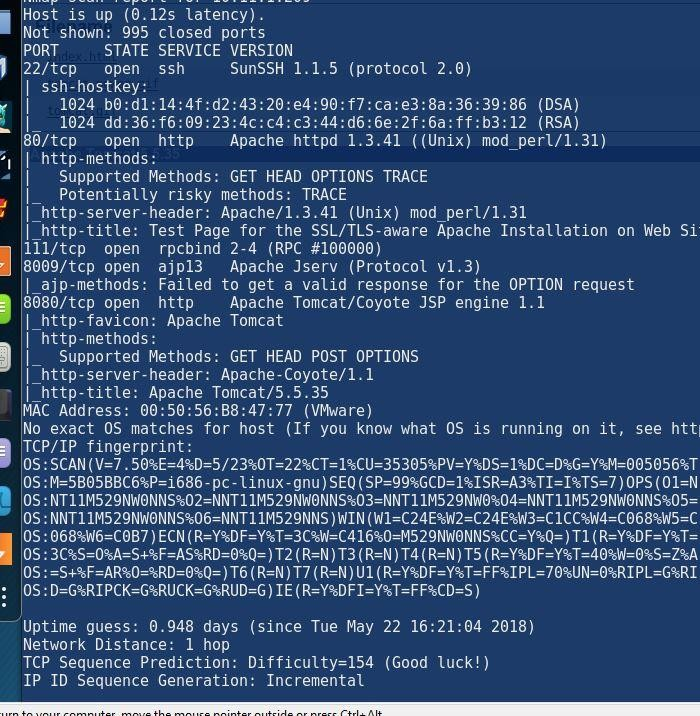 Host is up (0.12s latency).
Not shown: 995 closed ports
PORT     STATE SERVICE VERSION
22/tcp   open  ssh     SunSSH 1.1.5 (protocol 2.0)
| ssh-hostkey:
|   1024 b0:d1:14:4f:d2:43:20:e4:90:f7:ca:e3:8a:36:39:86 (DSA)
|_  1024 dd:36:f6:09:23:4c:c4:c3:44:d6:6e:2f:6a:ff:b3:12 (RSA)
80/tcp   open  http    Apache httpd 1.3.41 ((Unix) mod_perl/1.31)
| http-methods:
|   Supported Methods: GET HEAD OPTIONS TRACE
|_  Potentially risky methods: TRACE
|_http-server-header: Apache/1.3.41 (Unix) mod_perl/1.31
|_http-title: Test Page for the SSL/TLS-aware Apache Installation on Web Si
111/tcp  open  rpcbind 2-4 (RPC #100000)
8009/tcp open  ajp13   Apache Jserv (Protocol v1.3)
|_ajp-methods: Failed to get a valid response for the OPTION request
8080/tcp open  http    Apache Tomcat/Coyote JSP engine 1.1
|_http-favicon: Apache Tomcat
| http-methods:
|_  Supported Methods: GET HEAD POST OPTIONS
|_http-server-header: Apache-Coyote/1.1
|_http-title: Apache Tomcat/5.5.35
MAC Address: 00:50:56:B8:47:77 (VMware)
No exact OS matches for host (If you know what OS is running on it, see http
TCP/IP fingerprint:
OS:SCAN(V=7.50%E=4%D=5/23%OT=22%CT=1%CU=35305%PV=Y%DS=1%DC=D%G=Y%M=005056%T
OS:M=5B05BBC6%P=i686-pc-linux-gnu)SEQ(SP=99%GCD=1%ISR=A3%TI=I%TS=7)OPS(O1=N
OS:NT11M529NW0NNS%O2=NNT11M529NW0NNS%O3=NNT11M529NW0%O4=NNT11M529NW0NNS%O5=
OS:NNT11M529NW0NNS%O6=NNT11M529NNS)WIN(W1=C24E%W2=C24E%W3=C1CC%W4=C068%W5=C
OS:068%W6=C0B7)ECN(R=Y%DF=Y%T=3C%W=C416%O=M529NW0NNS%CC=Y%Q=)T1(R=Y%DF=Y%T=
OS:3C%S=O%A=S+%F=AS%RD=0%Q=)T2(R=N)T3(R=N)T4(R=N)T5(R=Y%DF=Y%T=40%W=0%S=Z%A
OS:=S+%F=AR%O=%RD=0%Q=)T6(R=N)T7(R=N)U1(R=Y%DF=Y%T=FF%IPL=70%UN=0%RIPL=G%RI
OS:D=G%RIPCK=G%RUCK=G%RUD=G)IE(R=Y%DFI=Y%T=FF%CD=S)
Uptime guess: 0.948 days (since Tue May 22 16:21:04 2018)
Network Distance: 1 hop
TCP Sequence Prediction: Difficulty=154 (Good luck!)
IP ID Sequence Generation: Incremental